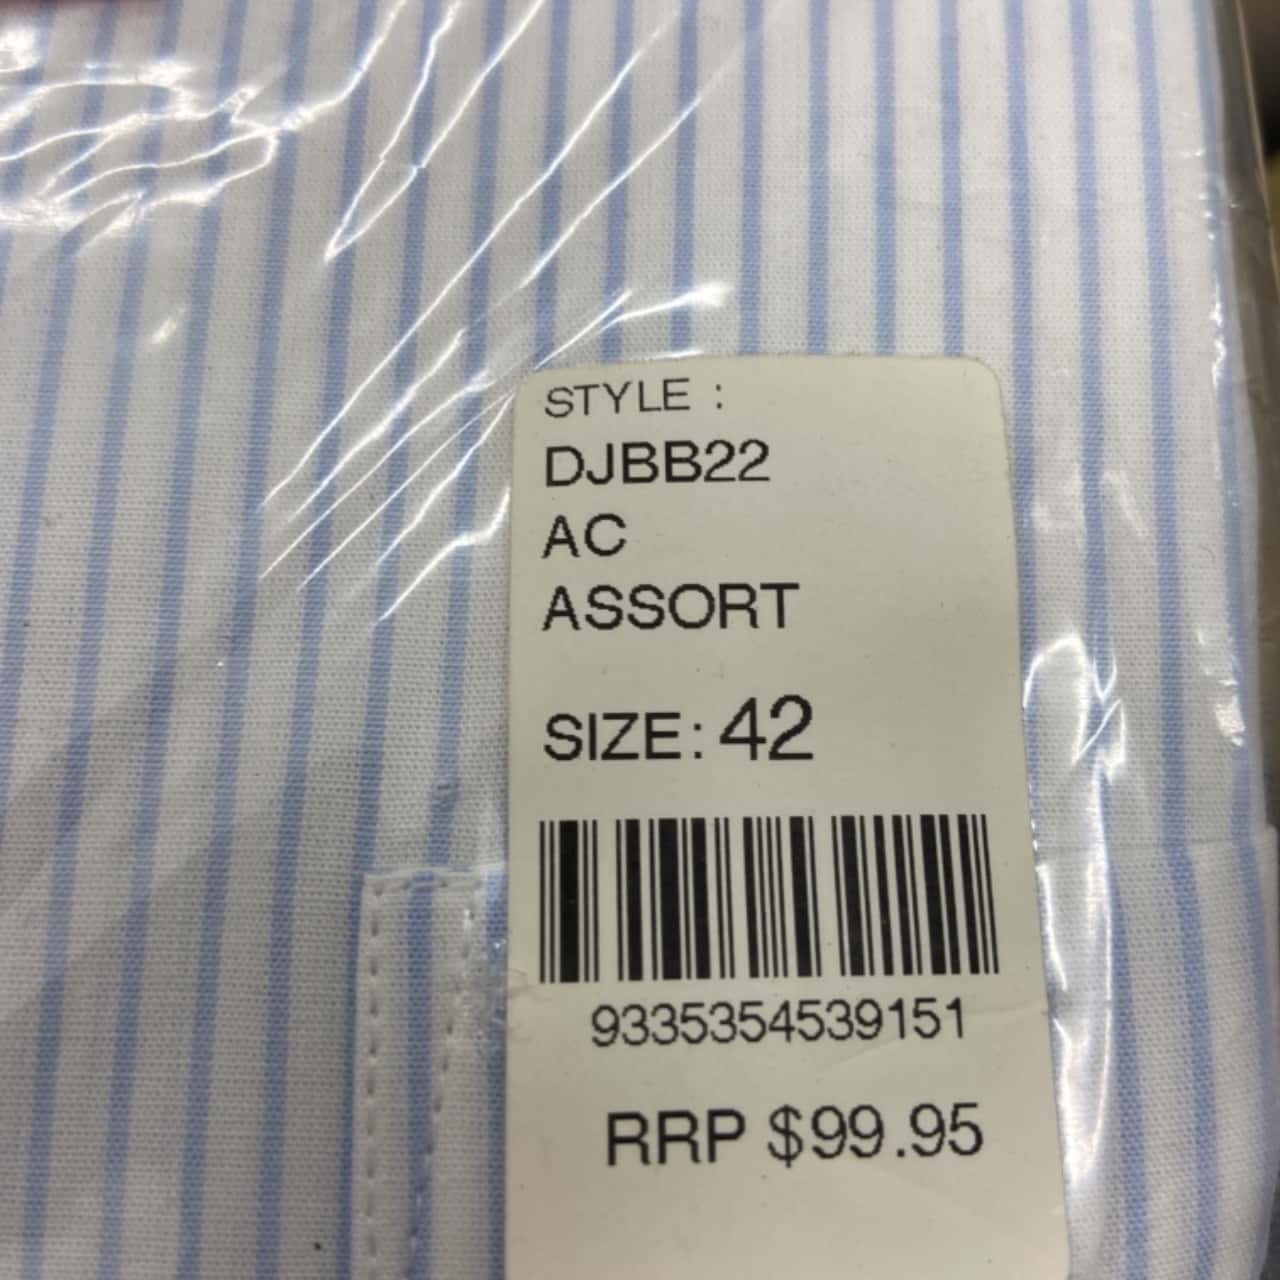 STYLE :
DJBB22
AC
ASSORT
SIZE: 42
9335354539151
RRP $99.95